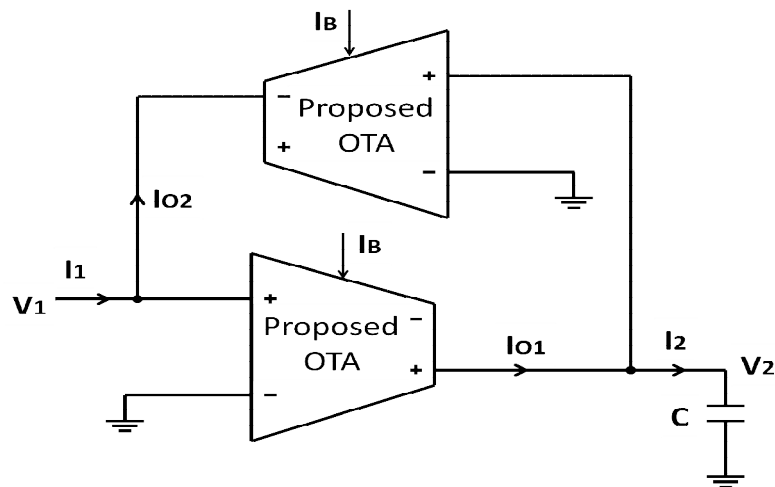 IB
+
−
Proposed
OTA
+
−
IO2
IB
I1
V1
+
−
Proposed
OTA
IO1
+
I2
V2
−
C